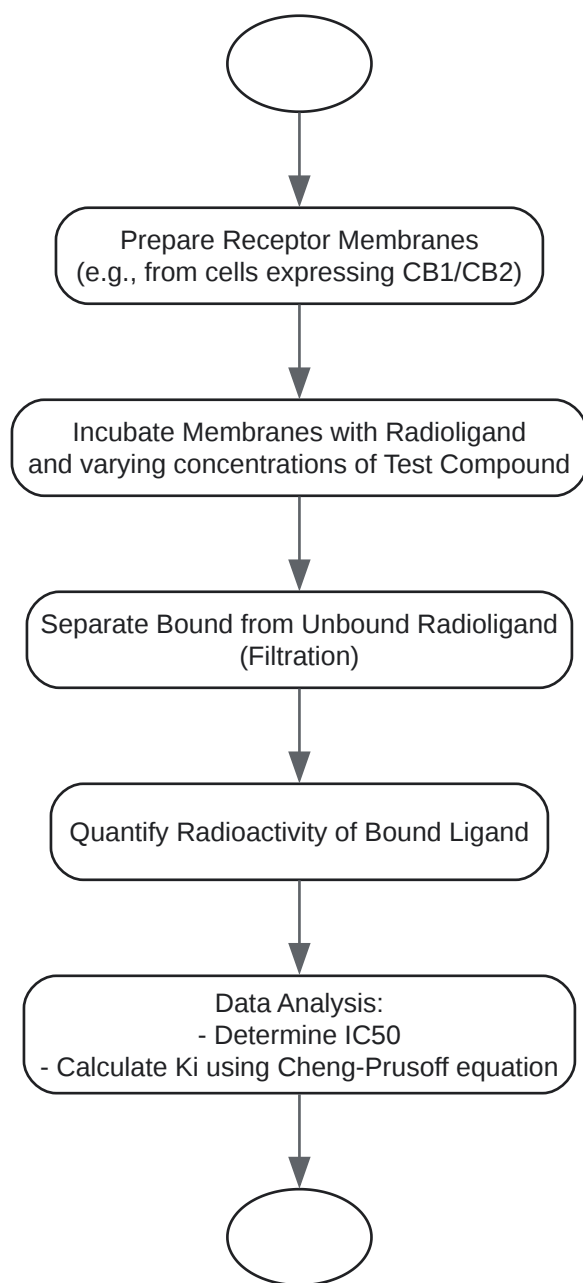 Prepare Receptor Membranes
(e.g., from cells expressing CB1/CB2)
Incubate Membranes with Radioligand
and varying concentrations of Test Compound
Separate Bound from Unbound Radioligand
(Filtration)
Quantify Radioactivity of Bound Ligand
Data Analysis:
- Determine IC50
- Calculate Ki using Cheng-Prusoff equation